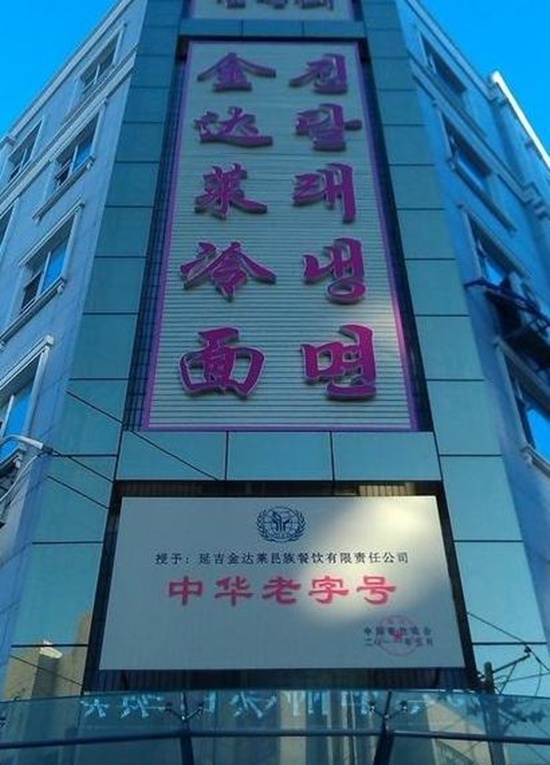 金达莱冷面
진달래냉면
授予：延吉金达莱民族餐饮有限责任公司
中华老字号